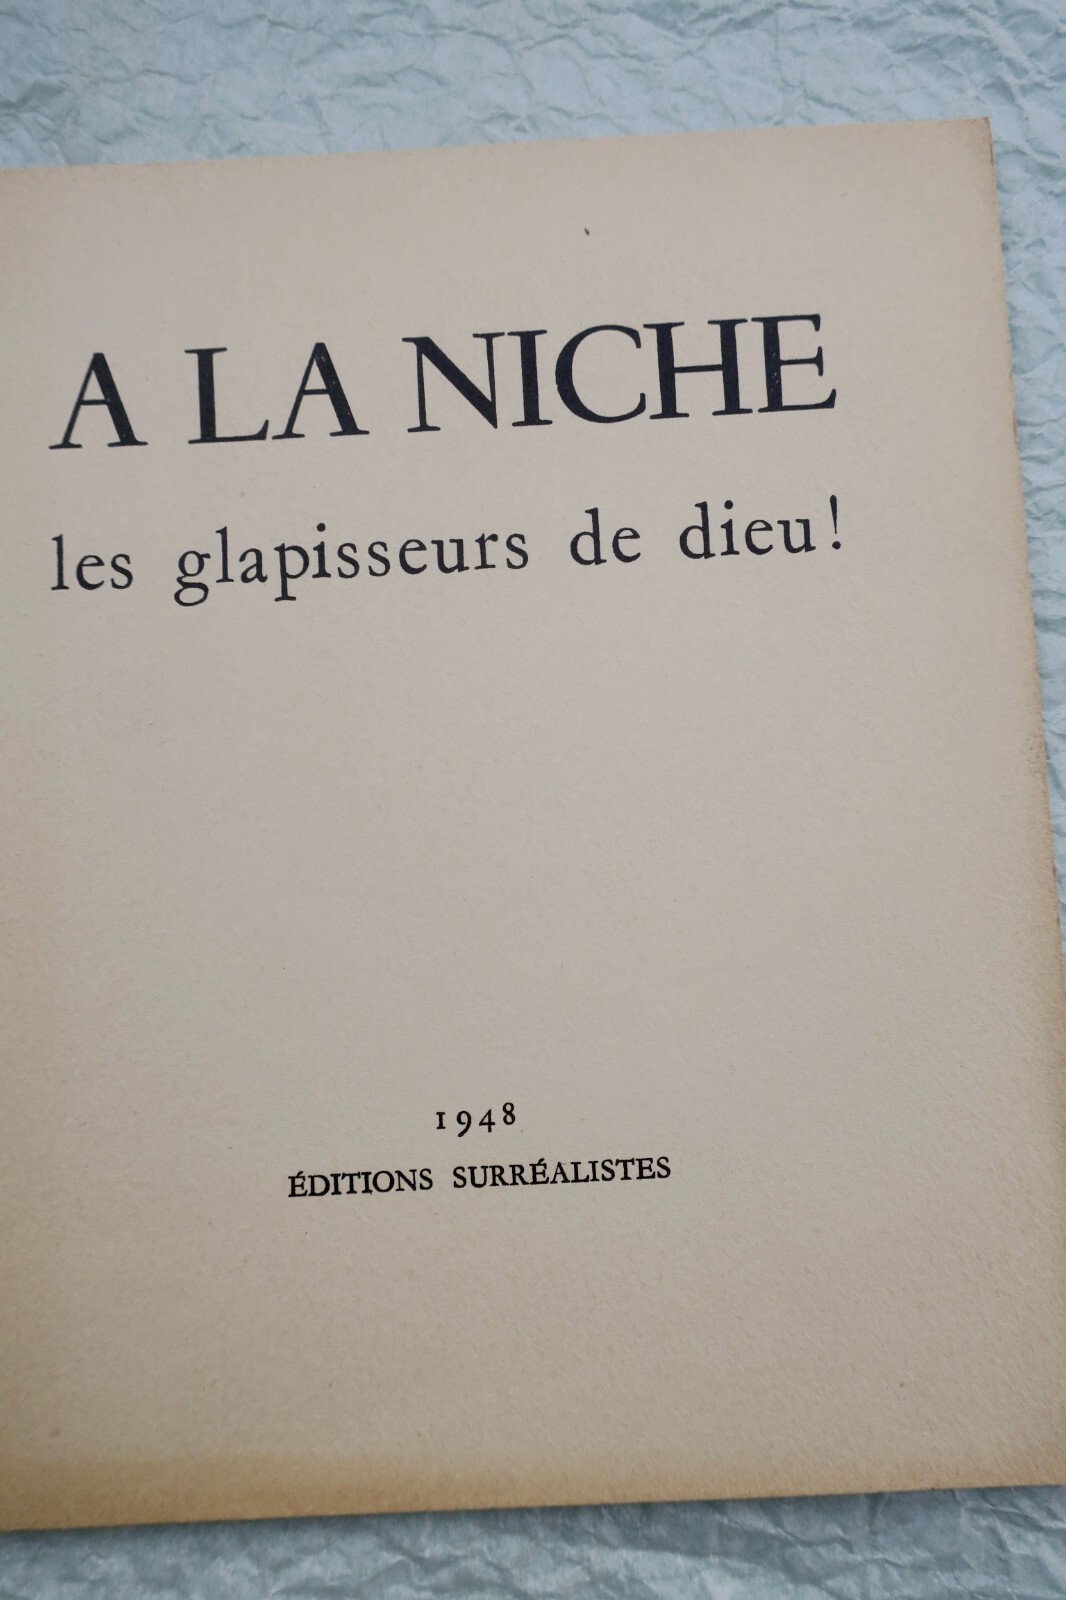 A LA NICHE
les glapisseurs de dieu!
1948
ÉDITIONS SURRÉALISTES